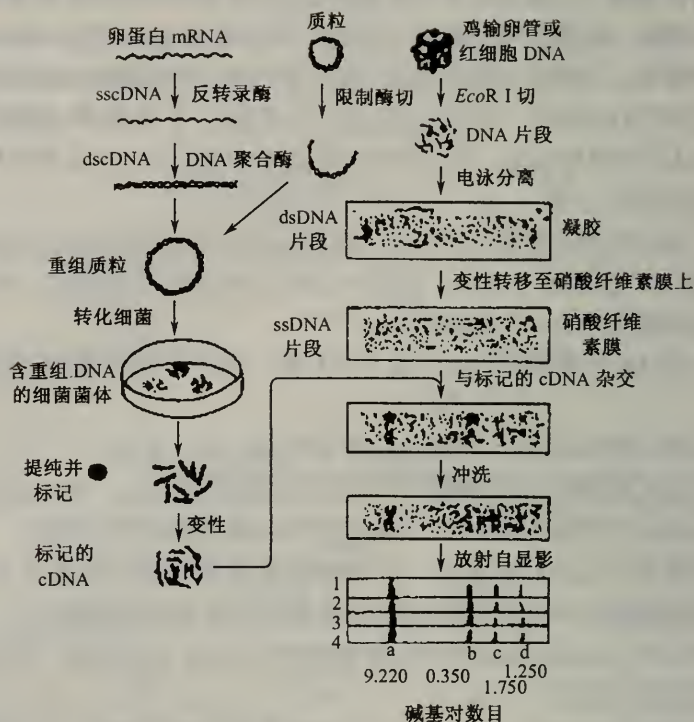 卵蛋白 mRNA
sscDNA
反转录酶
dscDNA
DNA 聚合酶
重组质粒
转化细菌
含重组 DNA
的细菌菌体
提纯并
标记
变性
标记的
cDNA
质粒
限制酶切
鸡输卵管或
红细胞 DNA
EcoR I 切
DNA 片段
电泳分离
dsDNA
片段
凝胶
变性转移至硝酸纤维素膜上
ssDNA
片段
硝酸纤维
素膜
与标记的 cDNA 杂交
冲洗
放射自显影
1
2
3
4
a b c d
9.220 0.350 1.250
1.750
碱基对数目